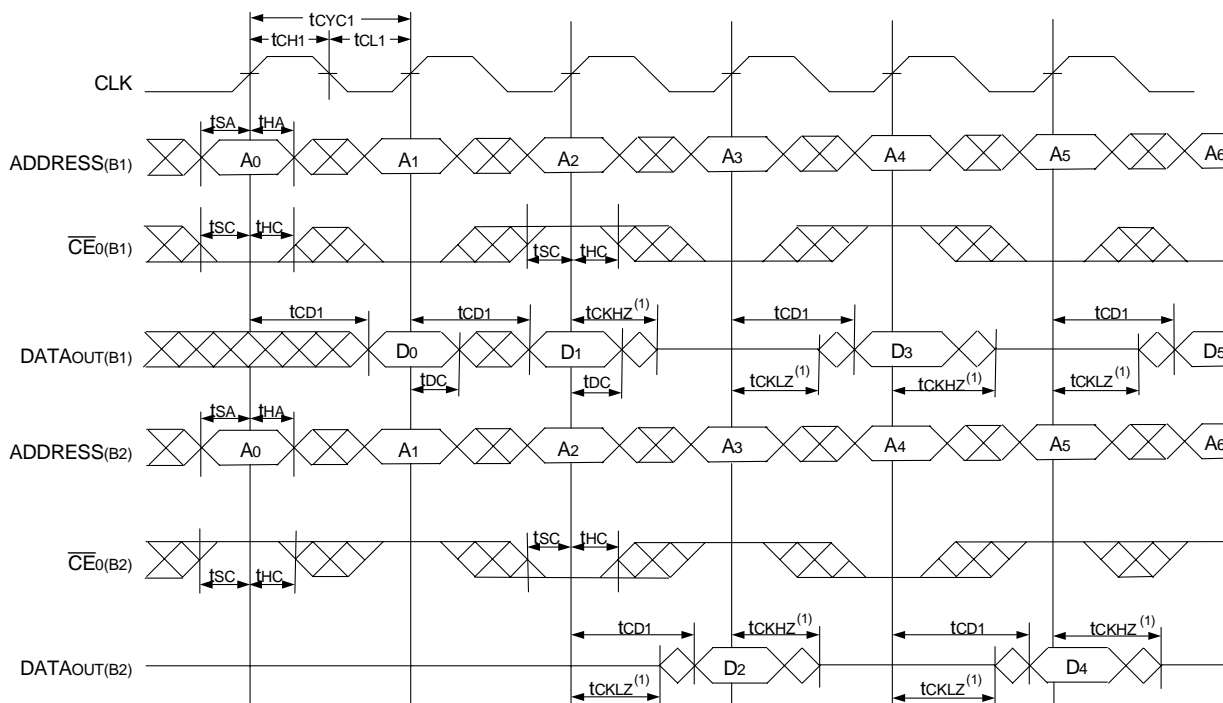 tCYC1
tCH1 tCL1
CLK
tSA tHA
ADDRESS(B1) A0 A1 A2 A3 A4 A5 A6
tSC tHC
CE0(B1)
tSC tHC
tCD1 tCD1 tCKHZ(1) tCD1 tCD1
DATAOUT(B1) D0 D1 D3 D5
tDC tDC tCKLZ(1) tCKHZ(1) tCKLZ(1)
tSA tHA
ADDRESS(B2) A0 A1 A2 A3 A4 A5 A6
tSC tHC
CE0(B2)
tSC tHC
tCD1 tCKHZ(1) tCD1 tCKHZ(1)
DATAOUT(B2) D2 D4
tCKLZ(1) tCKLZ(1)